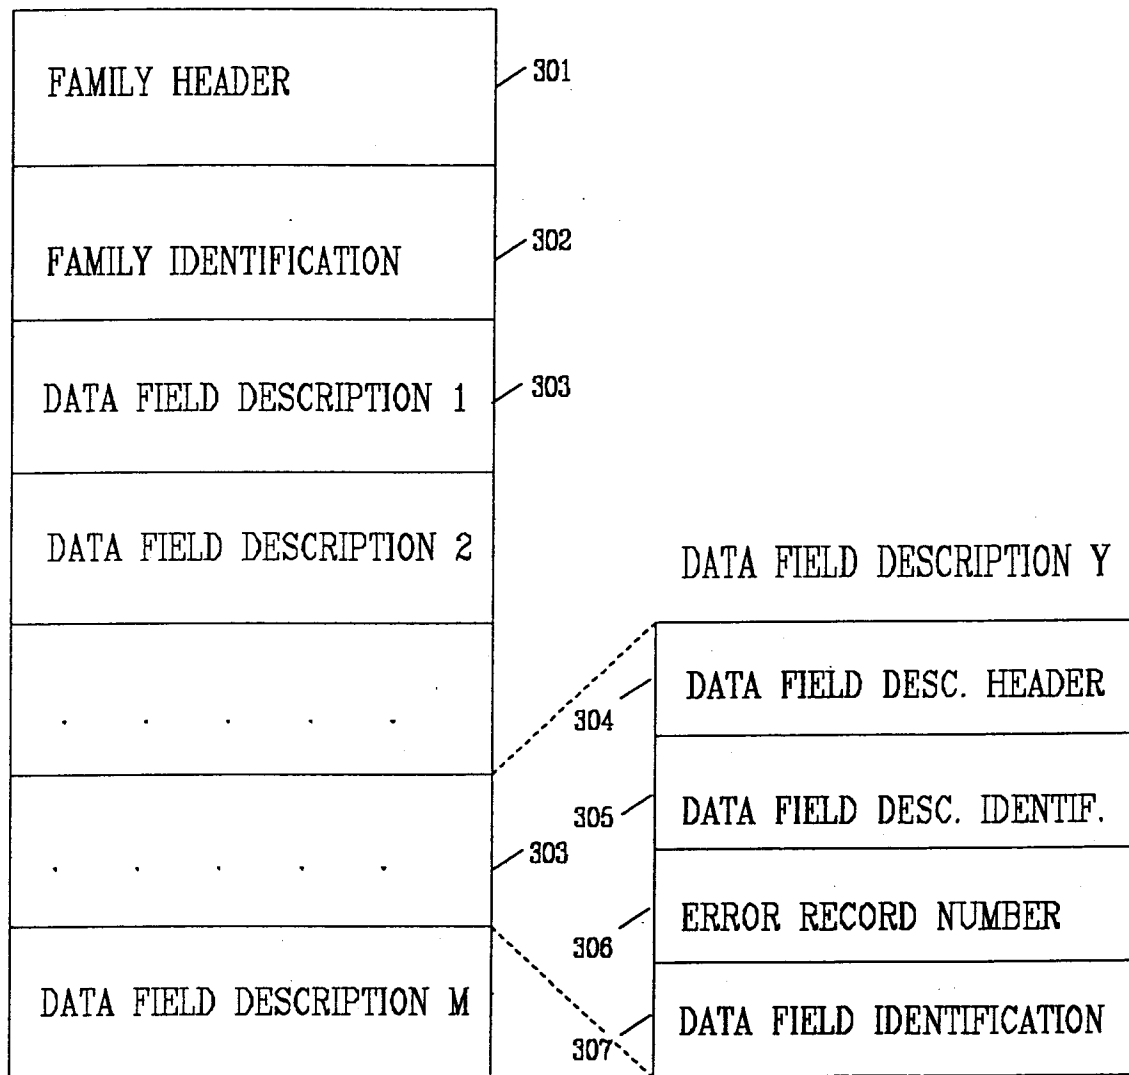 FAMILY HEADER
301
FAMILY IDENTIFICATION
302
DATA FIELD DESCRIPTION 1
303
DATA FIELD DESCRIPTION 2
. . . . .
. . . . .
303
DATA FIELD DESCRIPTION M
DATA FIELD DESCRIPTION Y
304
DATA FIELD DESC. HEADER
305
DATA FIELD DESC. IDENTIF.
306
ERROR RECORD NUMBER
307
DATA FIELD IDENTIFICATION